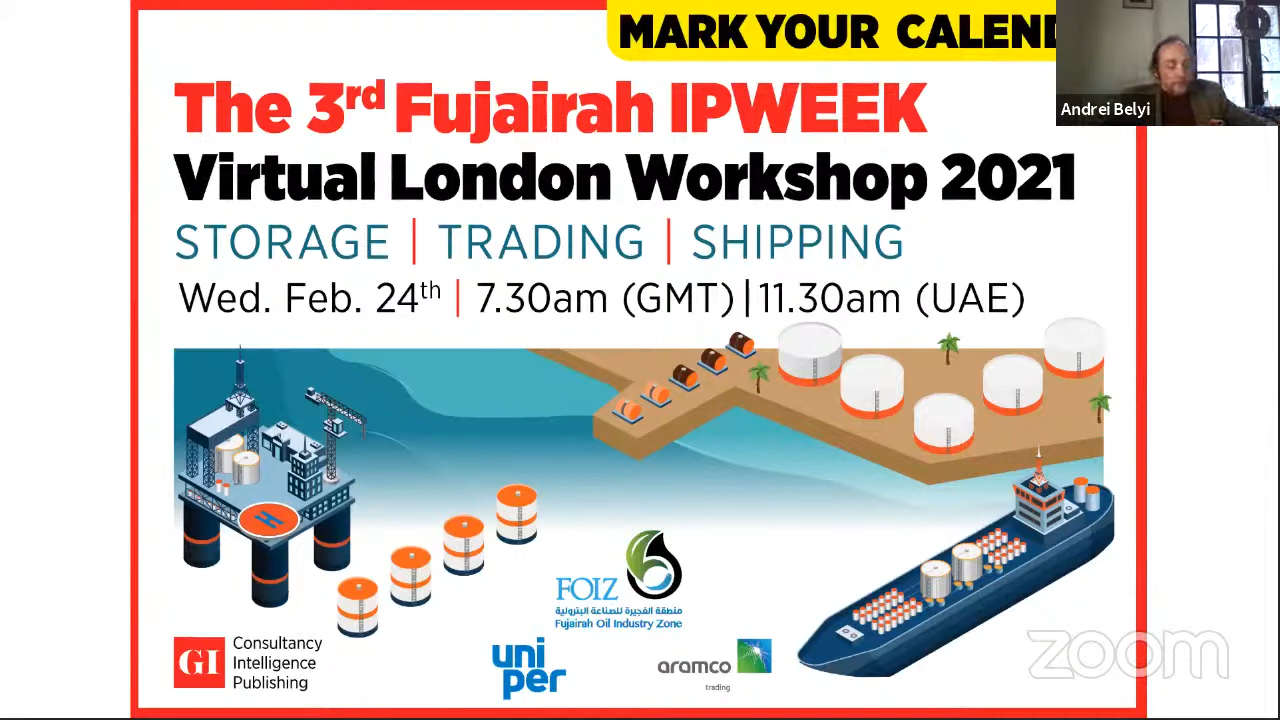 MARK YOUR CALEND
Andrei Belyi
The 3rd Fujairah IPWEEK
Virtual London Workshop 2021
STORAGE | TRADING | SHIPPING
Wed. Feb. 24th | 7.30am (GMT) | 11.30am (UAE)
H
FOIZ
منطقة الفجيرة للصناعة البترولية
Fujairah Oil Industry Zone
GI
Consultancy
Intelligence
Publishing
uni
per
aramco
trading
zoom